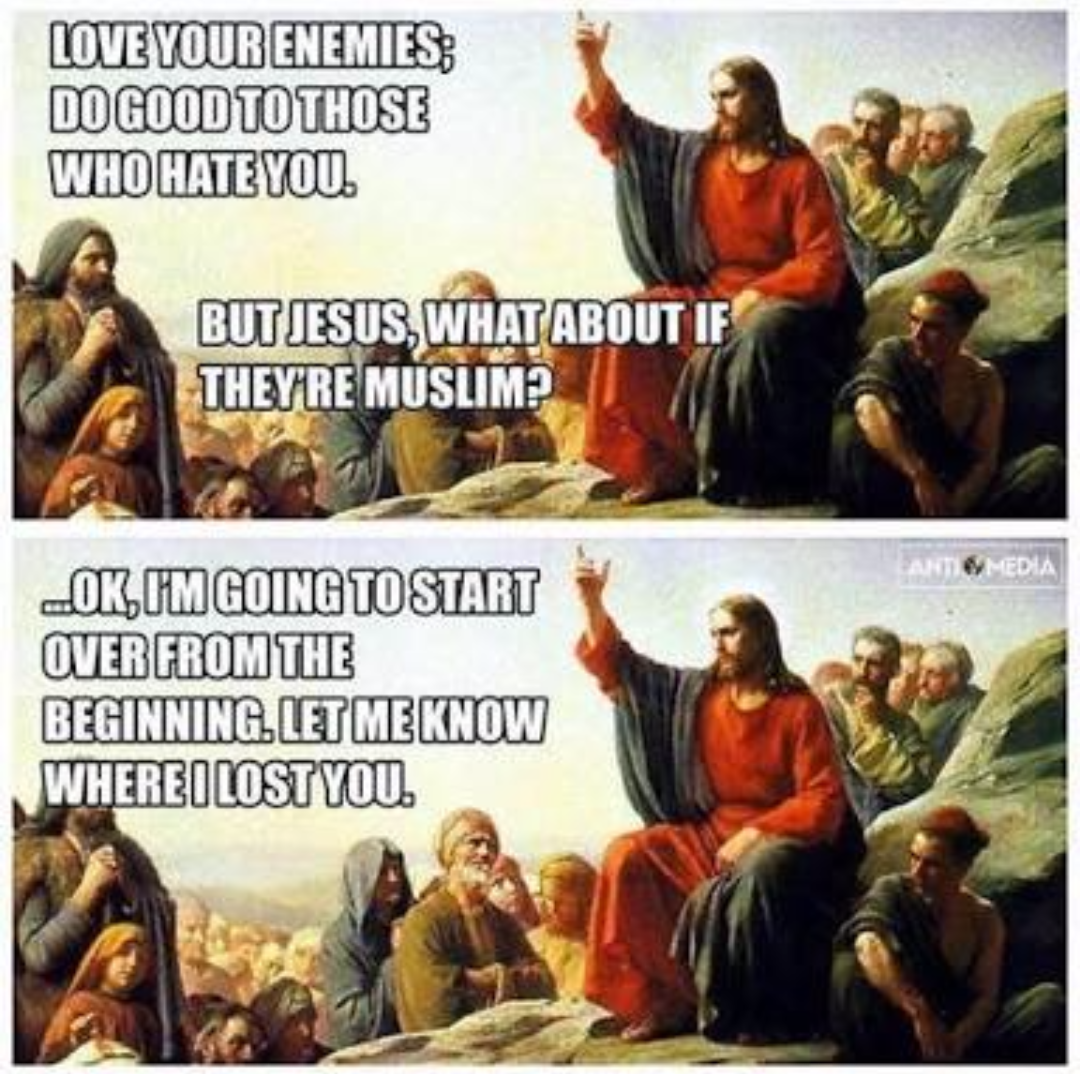 LOVE YOUR ENEMIES;
DO GOOD TO THOSE
WHO HATE YOU.
BUT JESUS, WHAT ABOUT IF
THEY'RE MUSLIM?
...OK, I'M GOING TO START
OVER FROM THE
BEGINNING. LET ME KNOW
WHERE I LOST YOU.
ANTI MEDIA